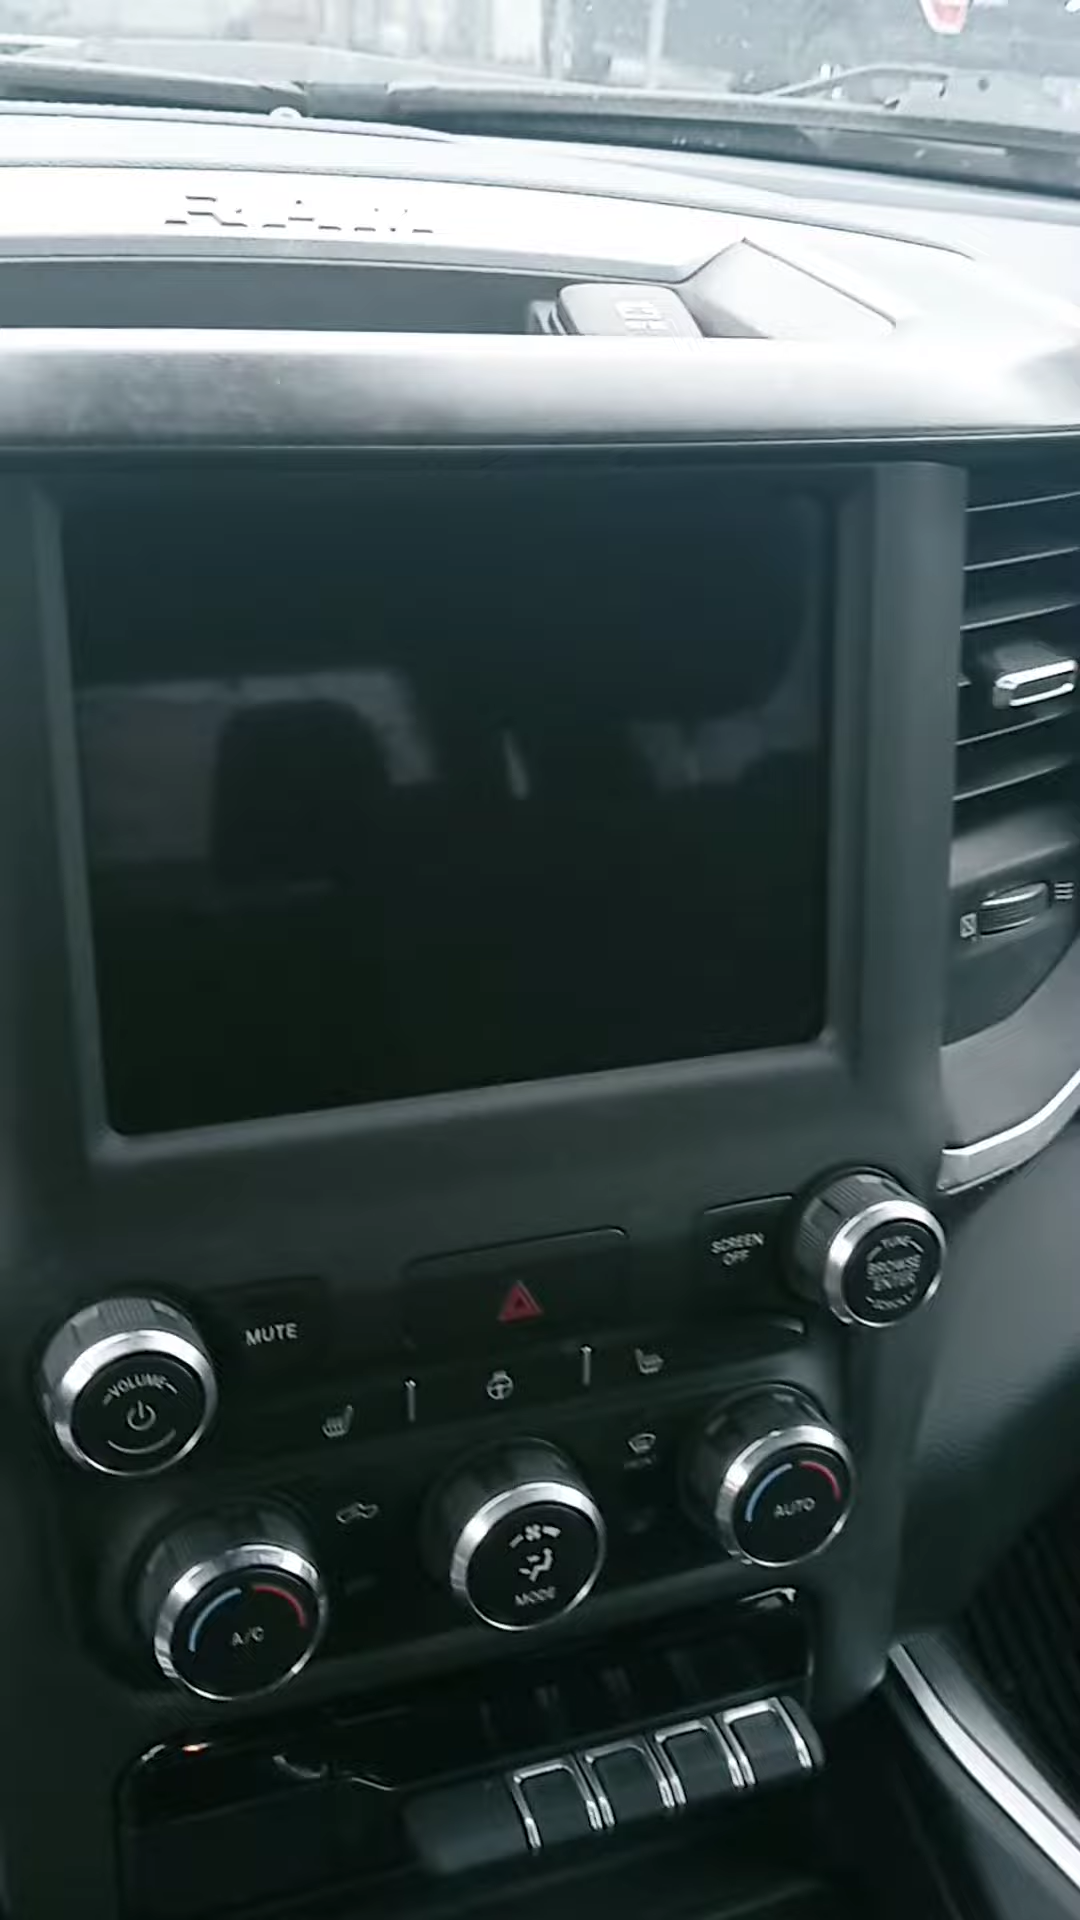 RAM
SCREEN
OFF
TUNE
BROWSE
ENTER
SCROLL
MUTE
VOLUME
AUTO
MODE
A/C